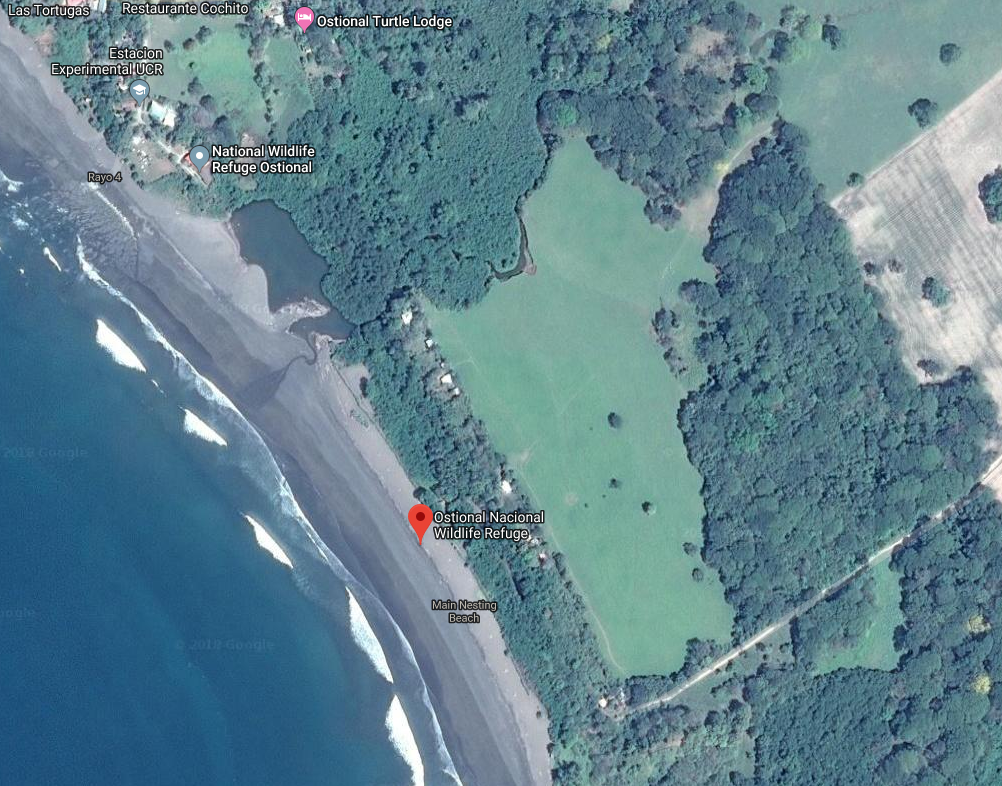 Las Tortugas
Restaurante Cochito
Ostional Turtle Lodge
Estacion
Experimental UCR
National Wildlife
Refuge Ostional
Rayo 4
2018 Google
Ostional Nacional
Wildlife Refuge
Main Nesting
Beach
© 2018 Google